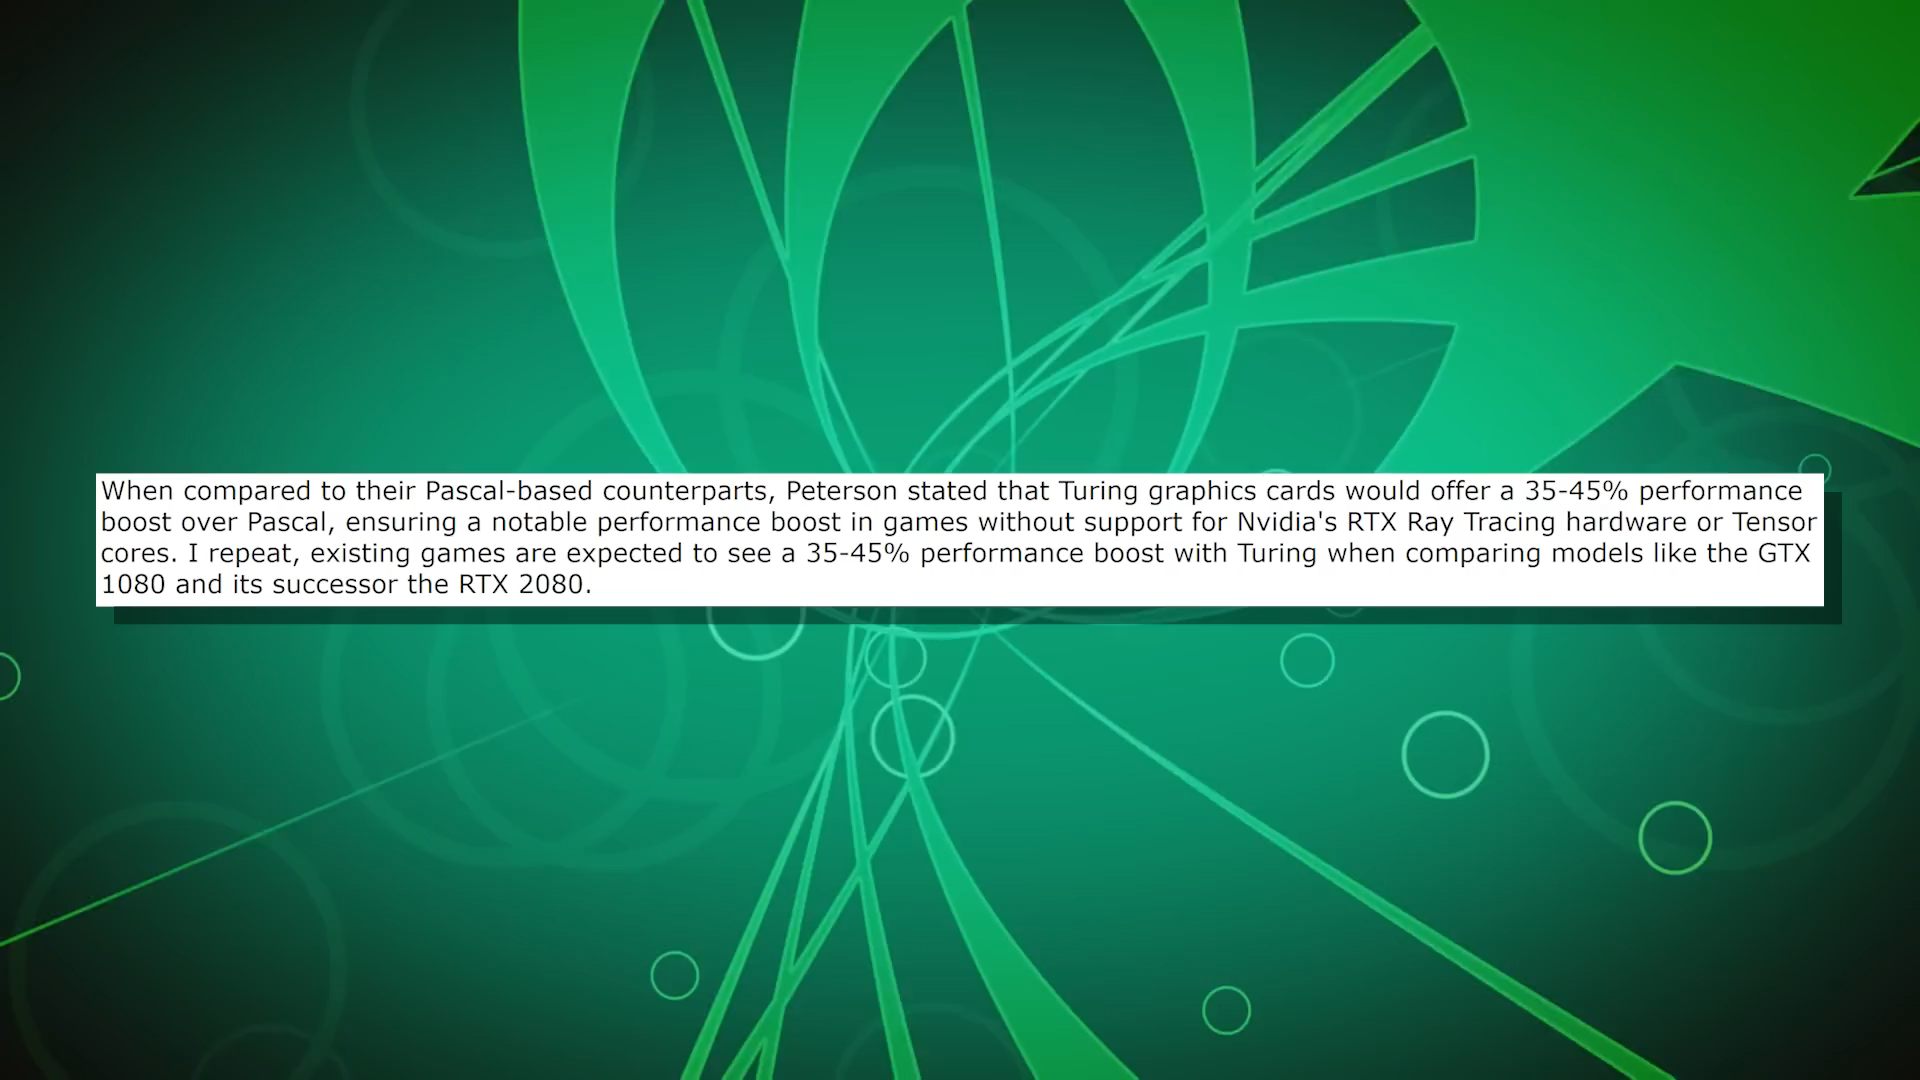 When compared to their Pascal-based counterparts, Peterson stated that Turing graphics cards would offer a 35-45% performance
boost over Pascal, ensuring a notable performance boost in games without support for Nvidia's RTX Ray Tracing hardware or Tensor
cores. I repeat, existing games are expected to see a 35-45% performance boost with Turing when comparing models like the GTX
1080 and its successor the RTX 2080.